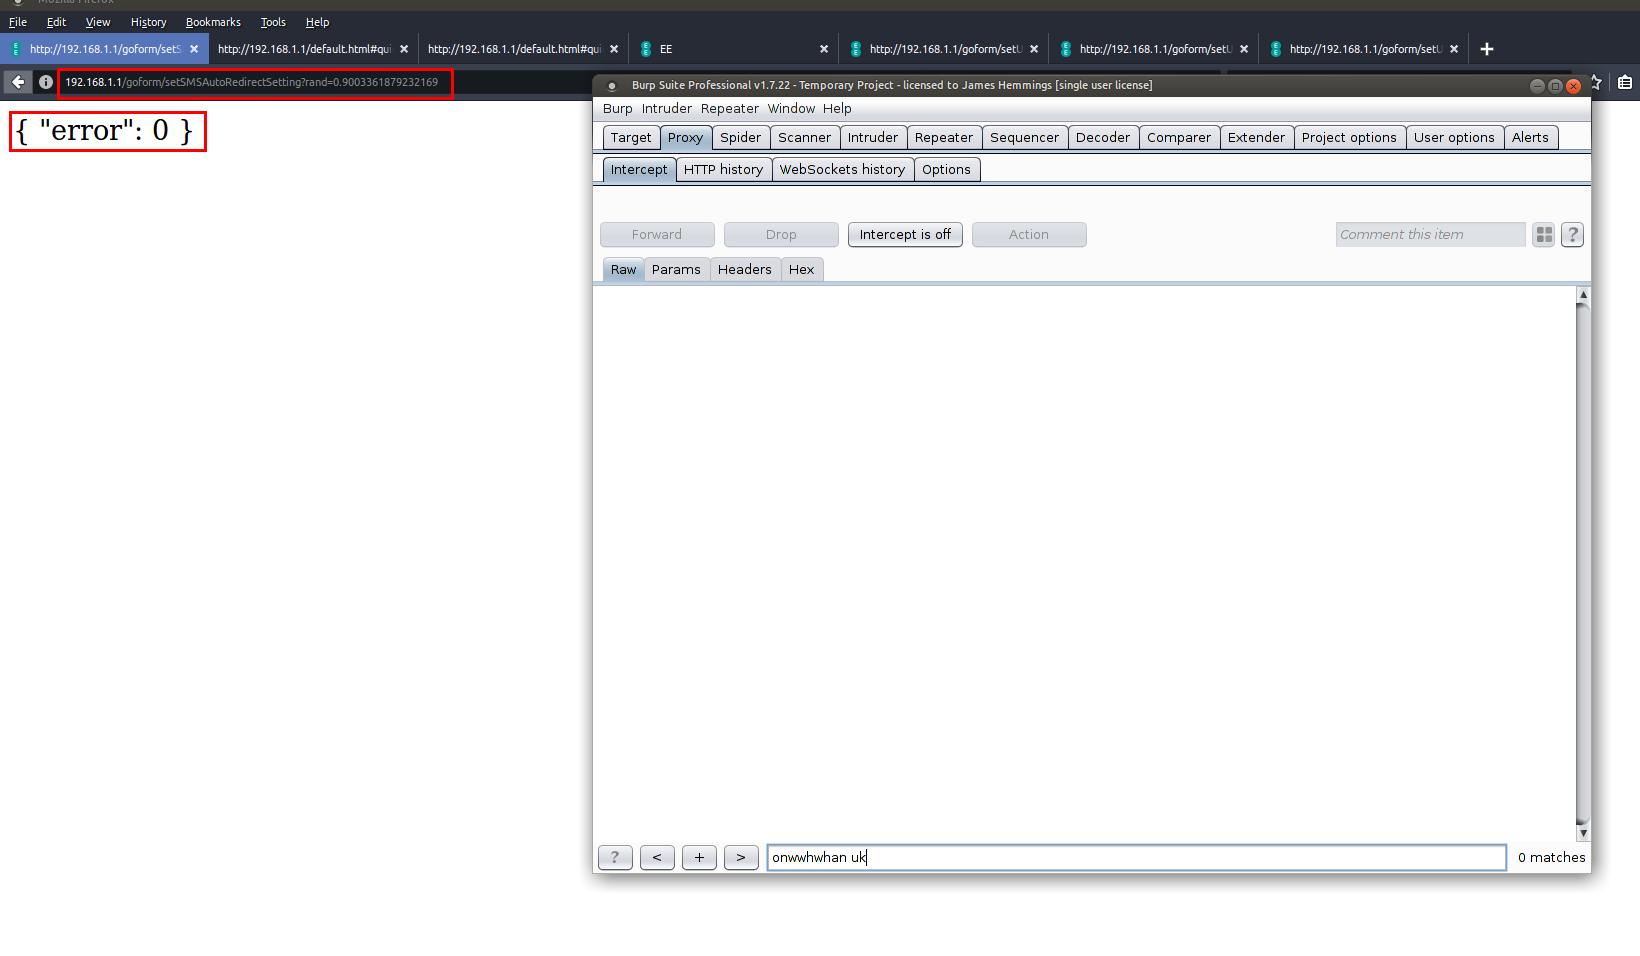 Mozilla Firefox
File Edit View History Bookmarks Tools Help
http://192.168.1.1/goform/setS http://192.168.1.1/default.html#qui http://192.168.1.1/default.html#qui EE http://192.168.1.1/goform/setU http://192.168.1.1/goform/setU http://192.168.1.1/goform/setU
192.168.1.1/goform/setSMSAutoRedirectSetting?rand=0.9003361879232169
{ "error": 0 }
Burp Suite Professional v1.7.22 - Temporary Project - licensed to James Hemmings [single user license]
Burp Intruder Repeater Window Help
Target Proxy Spider Scanner Intruder Repeater Sequencer Decoder Comparer Extender Project options User options Alerts
Intercept HTTP history WebSockets history Options
Forward Drop Intercept is off Action Comment this item ?
Raw Params Headers Hex
? < + > onwwhwhan uk 0 matches